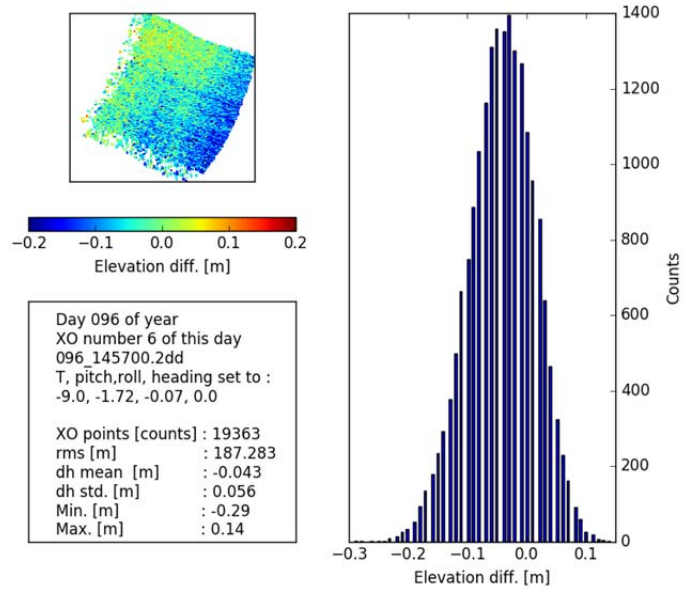 −0.2 −0.1 0.0 0.1 0.2
Elevation diff. [m]
Day 096 of year
XO number 6 of this day
096_145700.2dd
T, pitch,roll, heading set to :
-9.0, -1.72, -0.07, 0.0
XO points [counts] : 19363
rms [m] : 187.283
dh mean [m] : -0.043
dh std. [m] : 0.056
Min. [m] : -0.29
Max. [m] : 0.14
1400
1200
1000
800
600
400
200
0
Counts
−0.3 −0.2 −0.1 0.0 0.1
Elevation diff. [m]